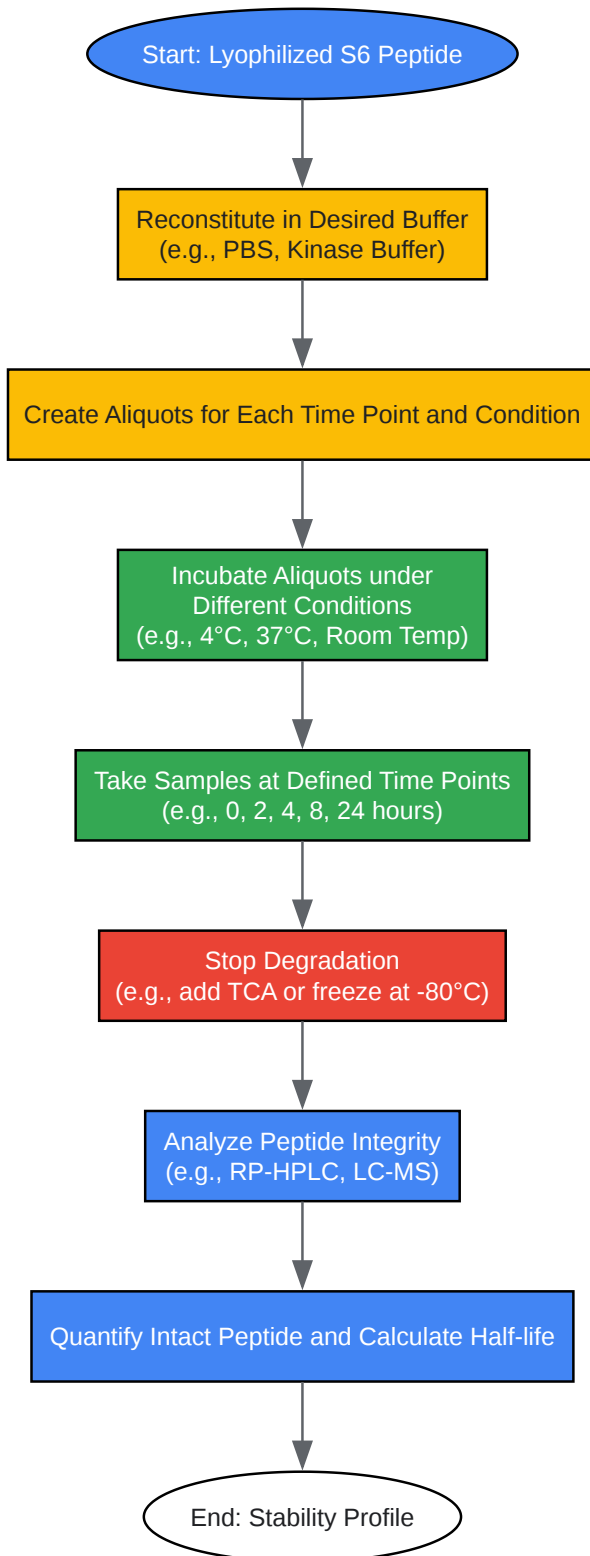 Start: Lyophilized S6 Peptide
Reconstitute in Desired Buffer
(e.g., PBS, Kinase Buffer)
Create Aliquots for Each Time Point and Condition
Incubate Aliquots under
Different Conditions
(e.g., 4°C, 37°C, Room Temp)
Take Samples at Defined Time Points
(e.g., 0, 2, 4, 8, 24 hours)
Stop Degradation
(e.g., add TCA or freeze at -80°C)
Analyze Peptide Integrity
(e.g., RP-HPLC, LC-MS)
Quantify Intact Peptide and Calculate Half-life
End: Stability Profile